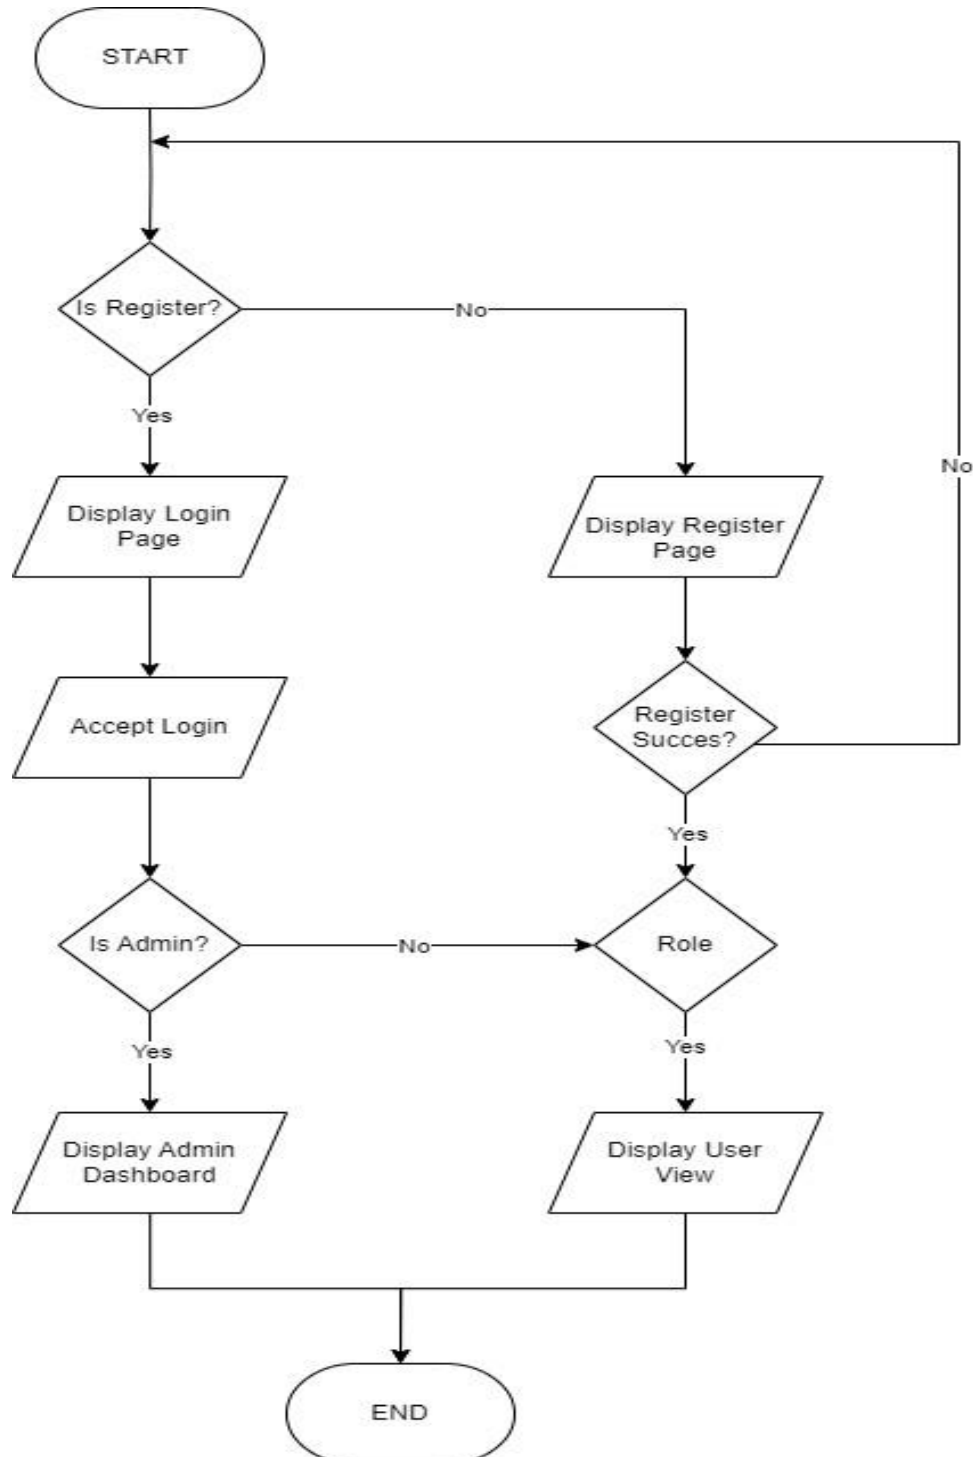 START
Is Register?
No
Yes
No
Display Login
Page
Display Register
Page
Accept Login
Register
Succes?
Yes
Is Admin?
No
Role
Yes
Yes
Display Admin
Dashboard
Display User
View
END